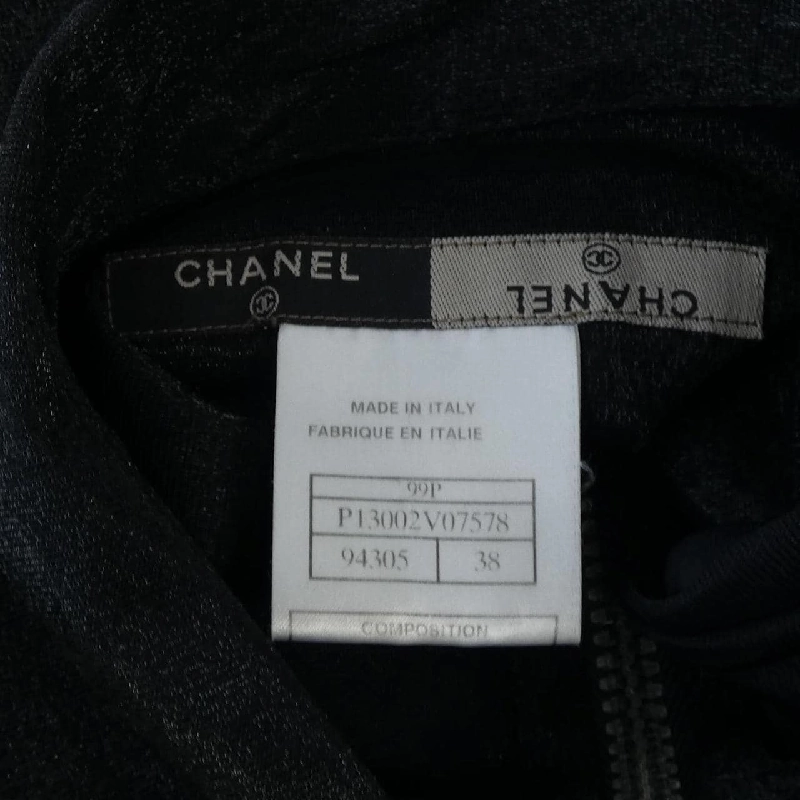 CHANEL
CHANEL
MADE IN ITALY
FABRIQUE EN ITALIE
99P
P13002V07578
94305 38
COMPOSITION